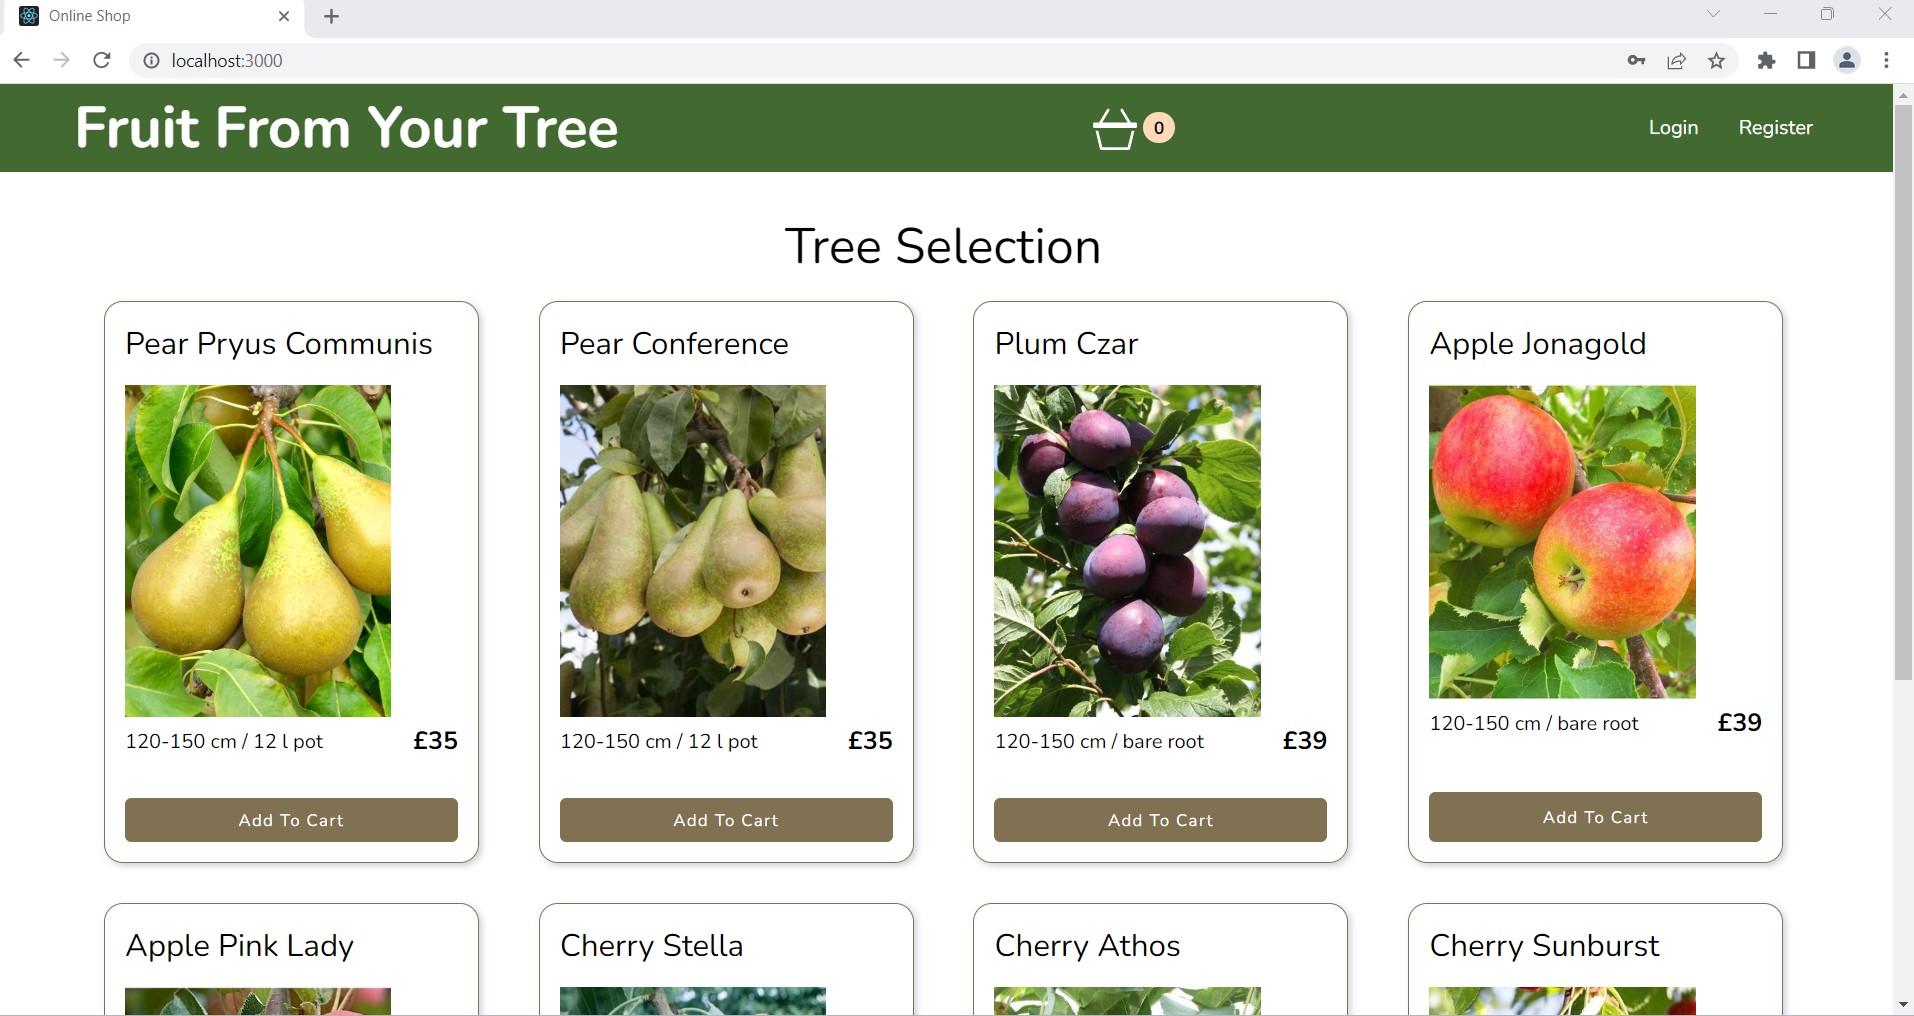 Online Shop
localhost:3000
Fruit From Your Tree
0
Login
Register
Tree Selection
Pear Pryus Communis
120-150 cm / 12 l pot
£35
Add To Cart
Pear Conference
120-150 cm / 12 l pot
£35
Add To Cart
Plum Czar
120-150 cm / bare root
£39
Add To Cart
Apple Jonagold
120-150 cm / bare root
£39
Add To Cart
Apple Pink Lady
Cherry Stella
Cherry Athos
Cherry Sunburst